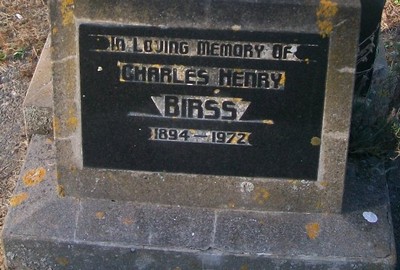 IN LOVING MEMORY OF
CHARLES HENRY
BIRSS
1894—1972